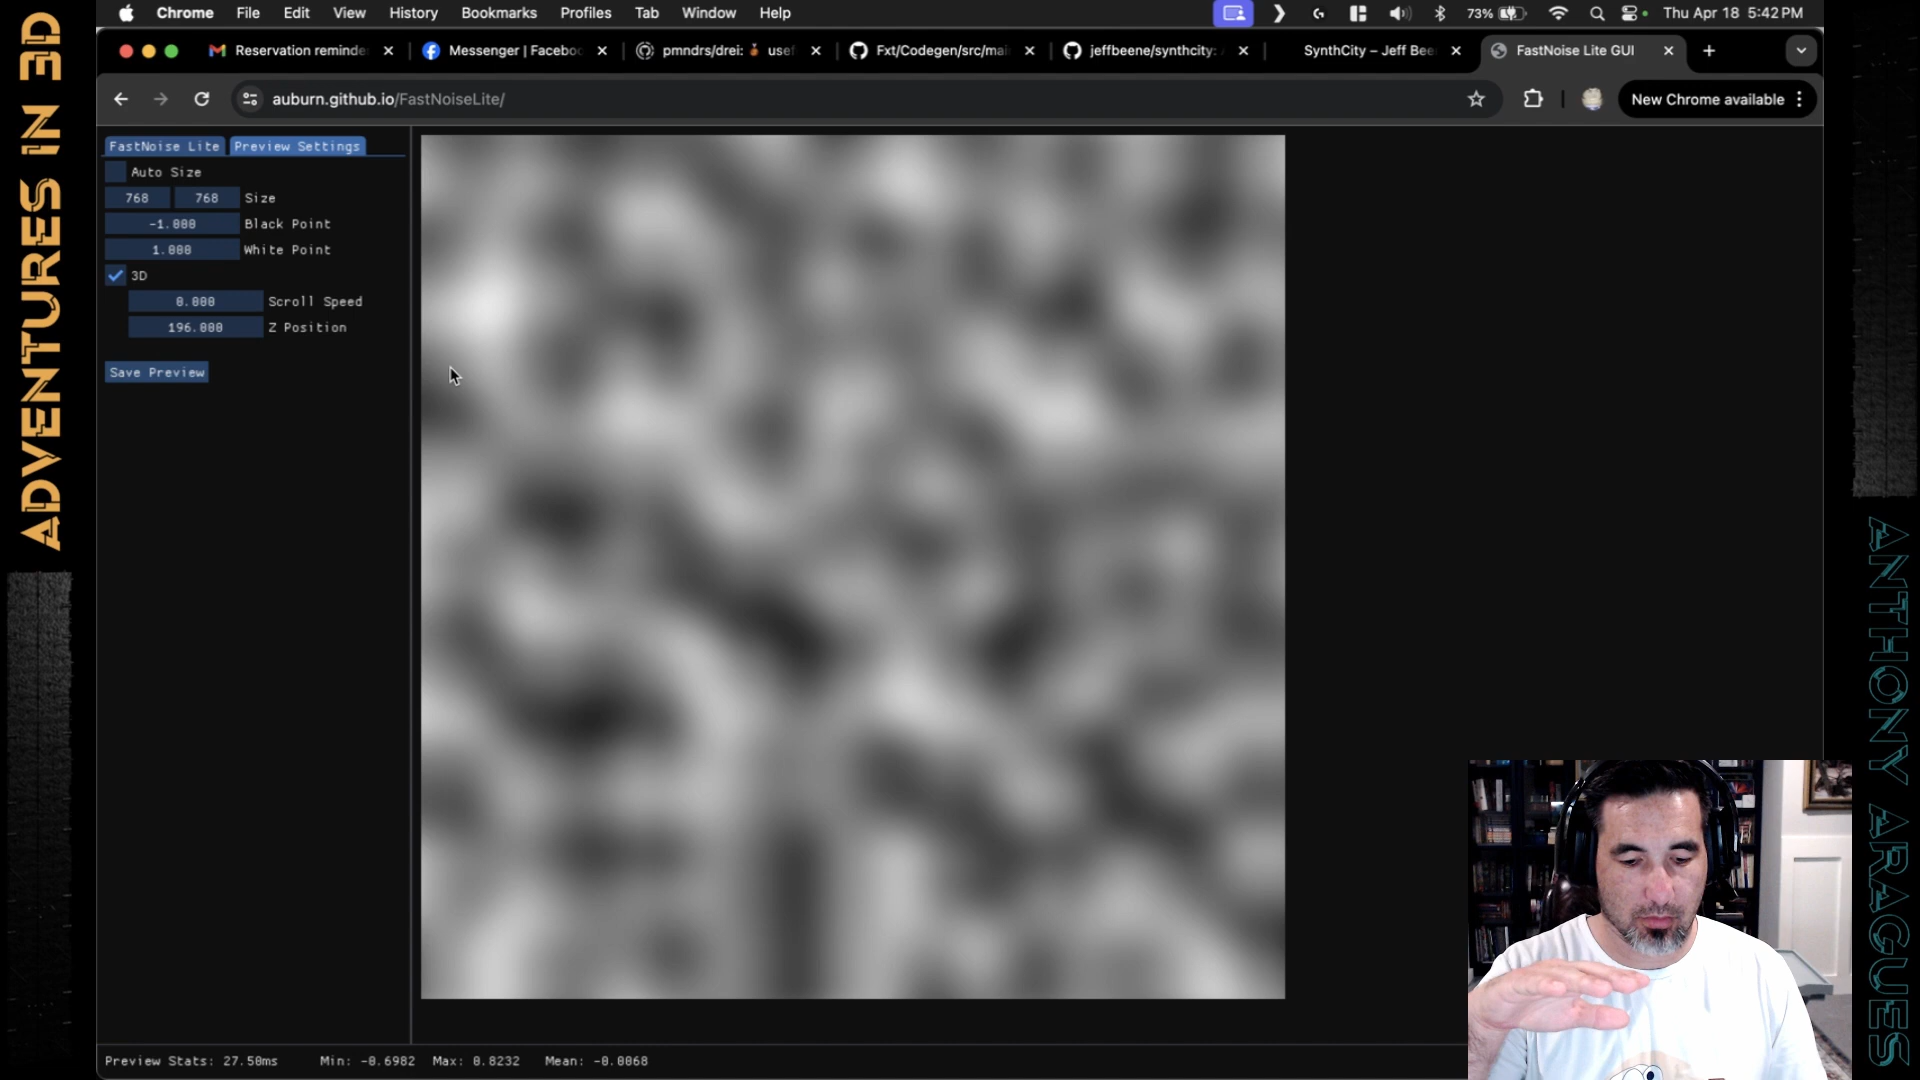 ADVENTURES IN 3D
Chrome File Edit View History Bookmarks Profiles Tab Window Help
73% Thu Apr 18 5:42 PM
Reservation reminde
Messenger | Faceboo
pmndrs/drei: usef
Fxt/Codegen/src/mai
jeffbeene/synthcity:
SynthCity – Jeff Bee
FastNoise Lite GUI
auburn.github.io/FastNoiseLite/
New Chrome available
FastNoise Lite Preview Settings
Auto Size
768 768 Size
-1.000 Black Point
1.000 White Point
3D
0.000 Scroll Speed
196.000 Z Position
Save Preview
Preview Stats: 27.50ms Min: -0.6982 Max: 0.8232 Mean: -0.0068
ANTHONY ARAGUES